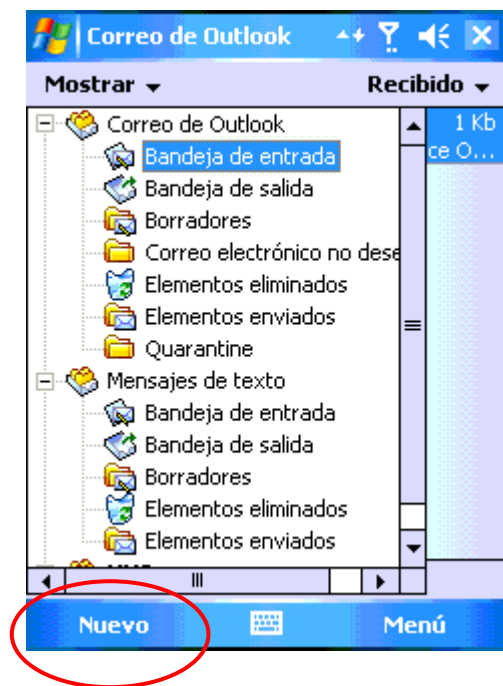 Correo de Outlook
Mostrar Recibido
Correo de Outlook 1 Kb
Bandeja de entrada ce O...
Bandeja de salida
Borradores
Correo electrónico no dese
Elementos eliminados
Elementos enviados
Quarantine
Mensajes de texto
Bandeja de entrada
Bandeja de salida
Borradores
Elementos eliminados
Elementos enviados
Nuevo Menú